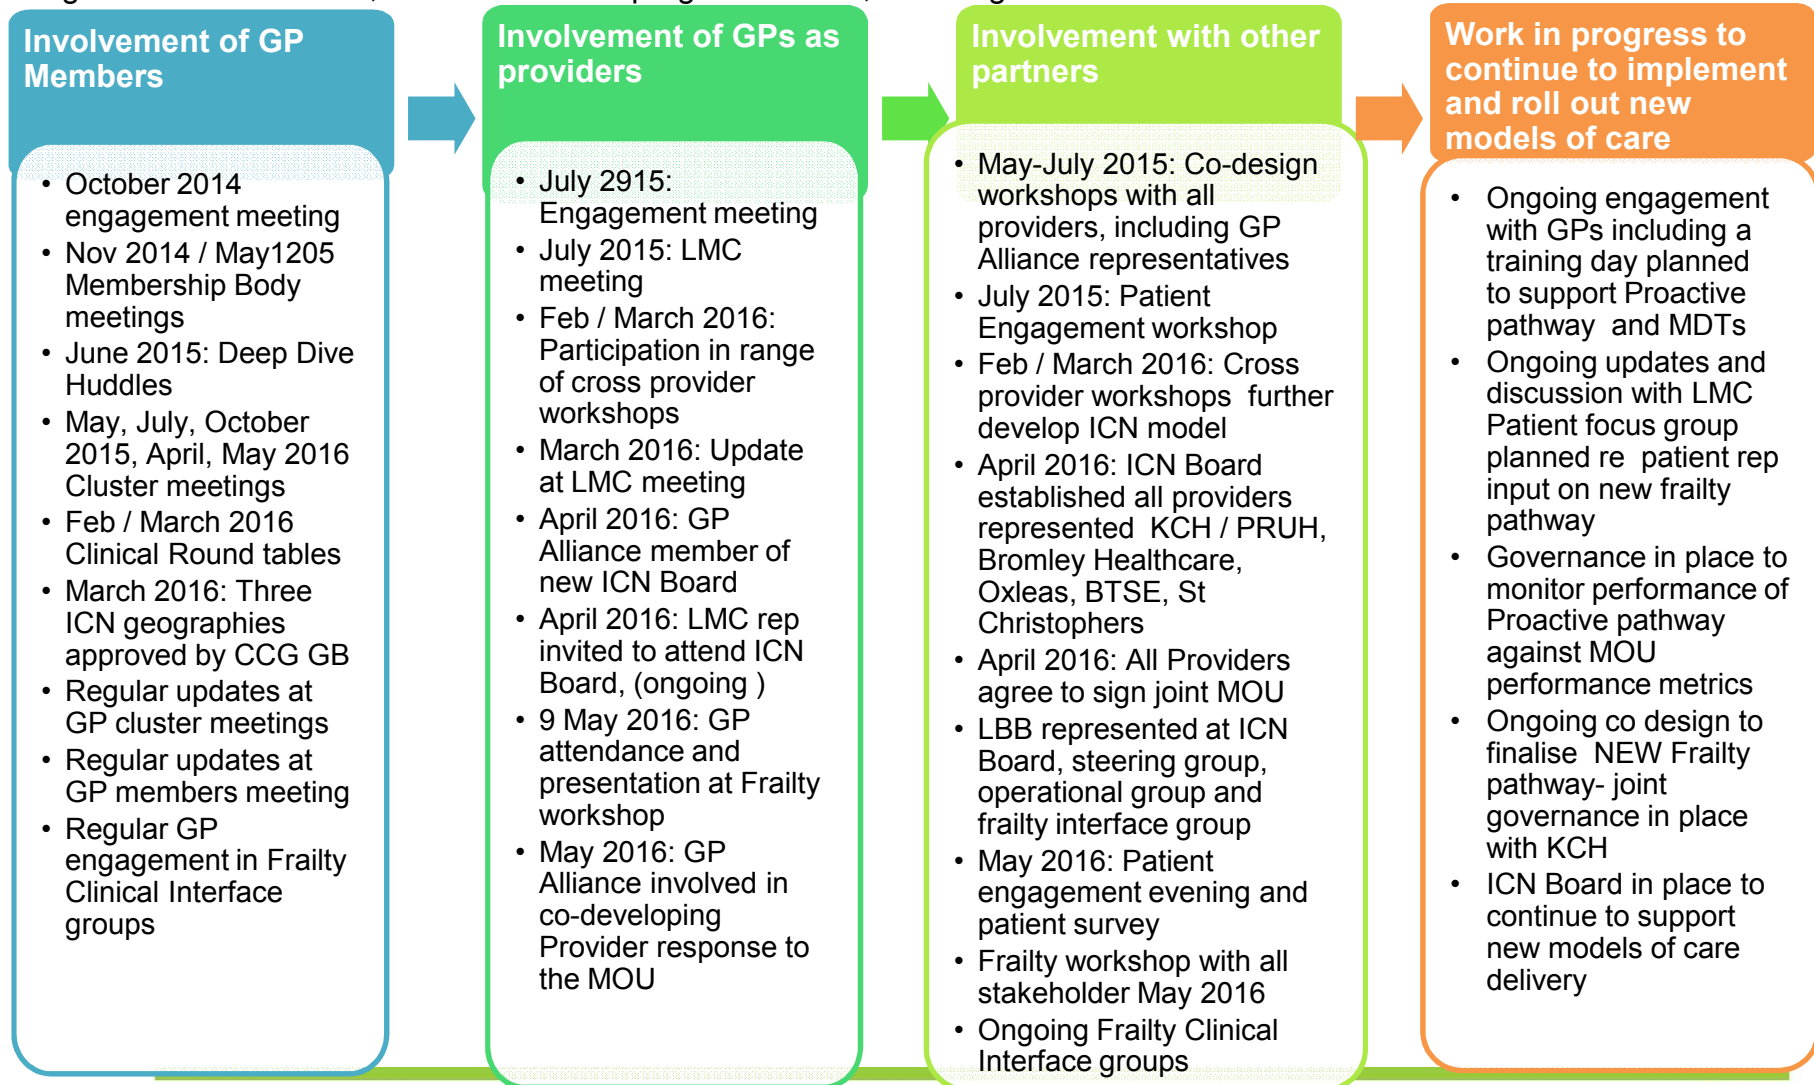 Involvement of GP
Members
• October 2014
engagement meeting
• Nov 2014 / May1205
Membership Body
meetings
• June 2015: Deep Dive
Huddles
• May, July, October
2015, April, May 2016
Cluster meetings
• Feb / March 2016
Clinical Round tables
• March 2016: Three
ICN geographies
approved by CCG GB
• Regular updates at
GP cluster meetings
• Regular updates at
GP members meeting
• Regular GP
engagement in Frailty
Clinical Interface
groups
Involvement of GPs as
providers
• July 2915:
Engagement meeting
• July 2015: LMC
meeting
• Feb / March 2016:
Participation in range
of cross provider
workshops
• March 2016: Update
at LMC meeting
• April 2016: GP
Alliance member of
new ICN Board
• April 2016: LMC rep
invited to attend ICN
Board, (ongoing )
• 9 May 2016: GP
attendance and
presentation at Frailty
workshop
• May 2016: GP
Alliance involved in
co-developing
Provider response to
the MOU
Involvement with other
partners
• May-July 2015: Co-design
workshops with all
providers, including GP
Alliance representatives
• July 2015: Patient
Engagement workshop
• Feb / March 2016: Cross
provider workshops further
develop ICN model
• April 2016: ICN Board
established all providers
represented KCH / PRUH,
Bromley Healthcare,
Oxleas, BTSE, St
Christophers
• April 2016: All Providers
agree to sign joint MOU
• LBB represented at ICN
Board, steering group,
operational group and
frailty interface group
• May 2016: Patient
engagement evening and
patient survey
• Frailty workshop with all
stakeholder May 2016
• Ongoing Frailty Clinical
Interface groups
Work in progress to
continue to implement
and roll out new
models of care
• Ongoing engagement
with GPs including a
training day planned
to support Proactive
pathway and MDTs
• Ongoing updates and
discussion with LMC
Patient focus group
planned re patient rep
input on new frailty
pathway
• Governance in place to
monitor performance of
Proactive pathway
against MOU
performance metrics
• Ongoing co design to
finalise NEW Frailty
pathway- joint
governance in place
with KCH
• ICN Board in place to
continue to support
new models of care
delivery